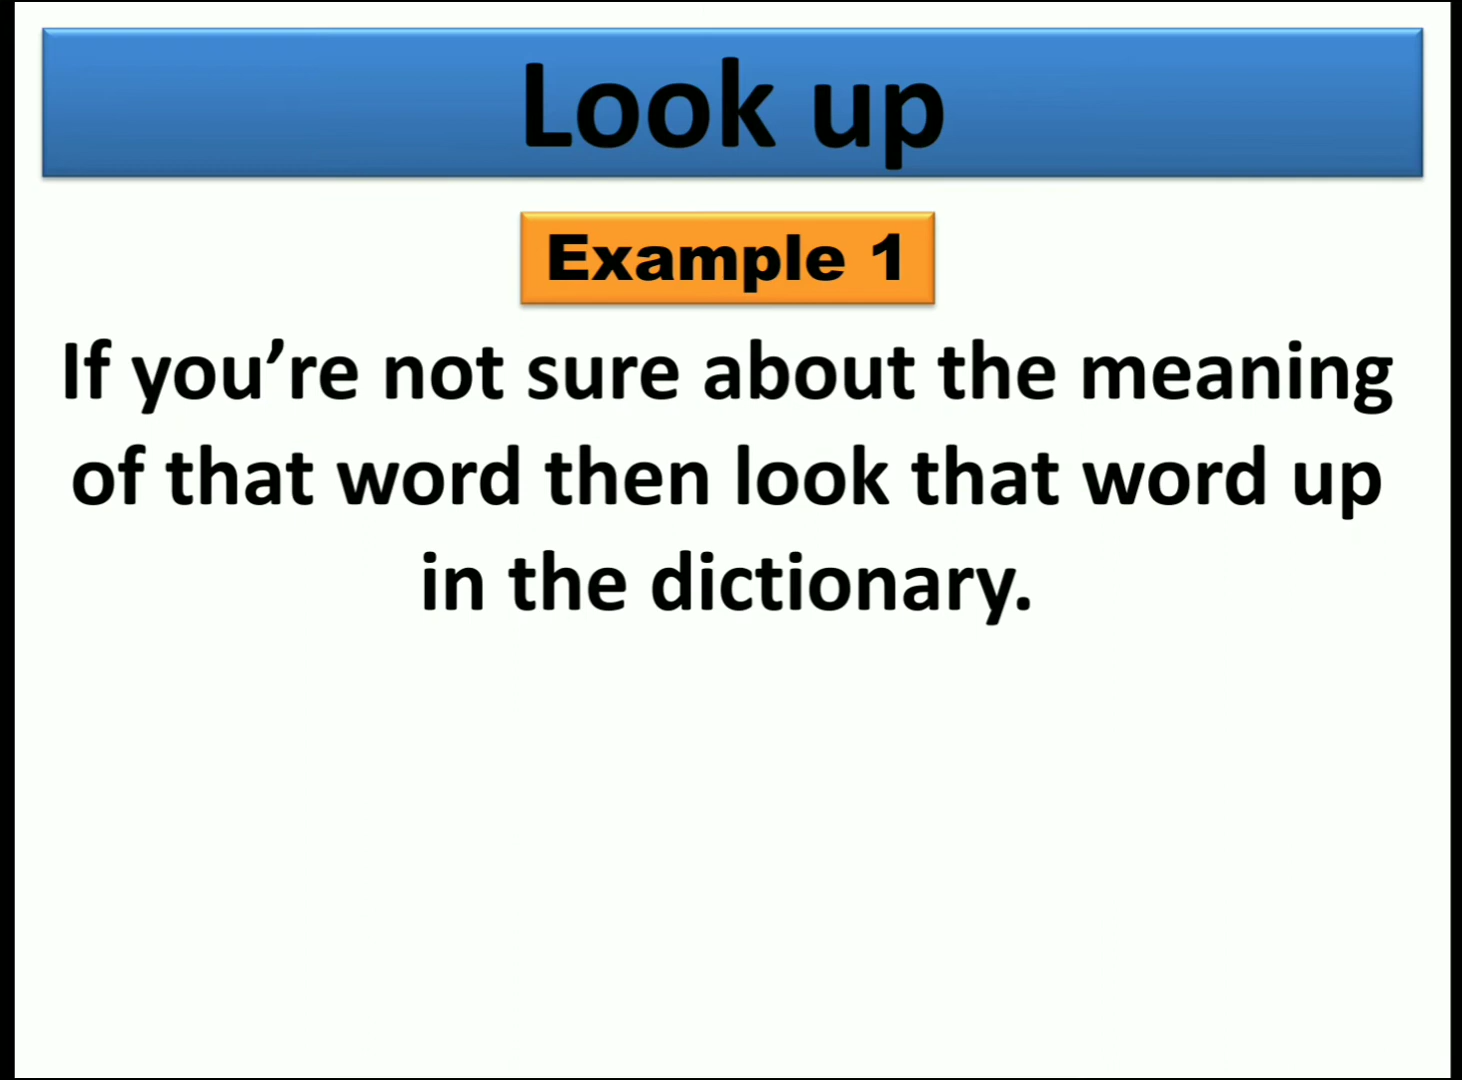 Look up
Example 1
If you’re not sure about the meaning
of that word then look that word up
in the dictionary.